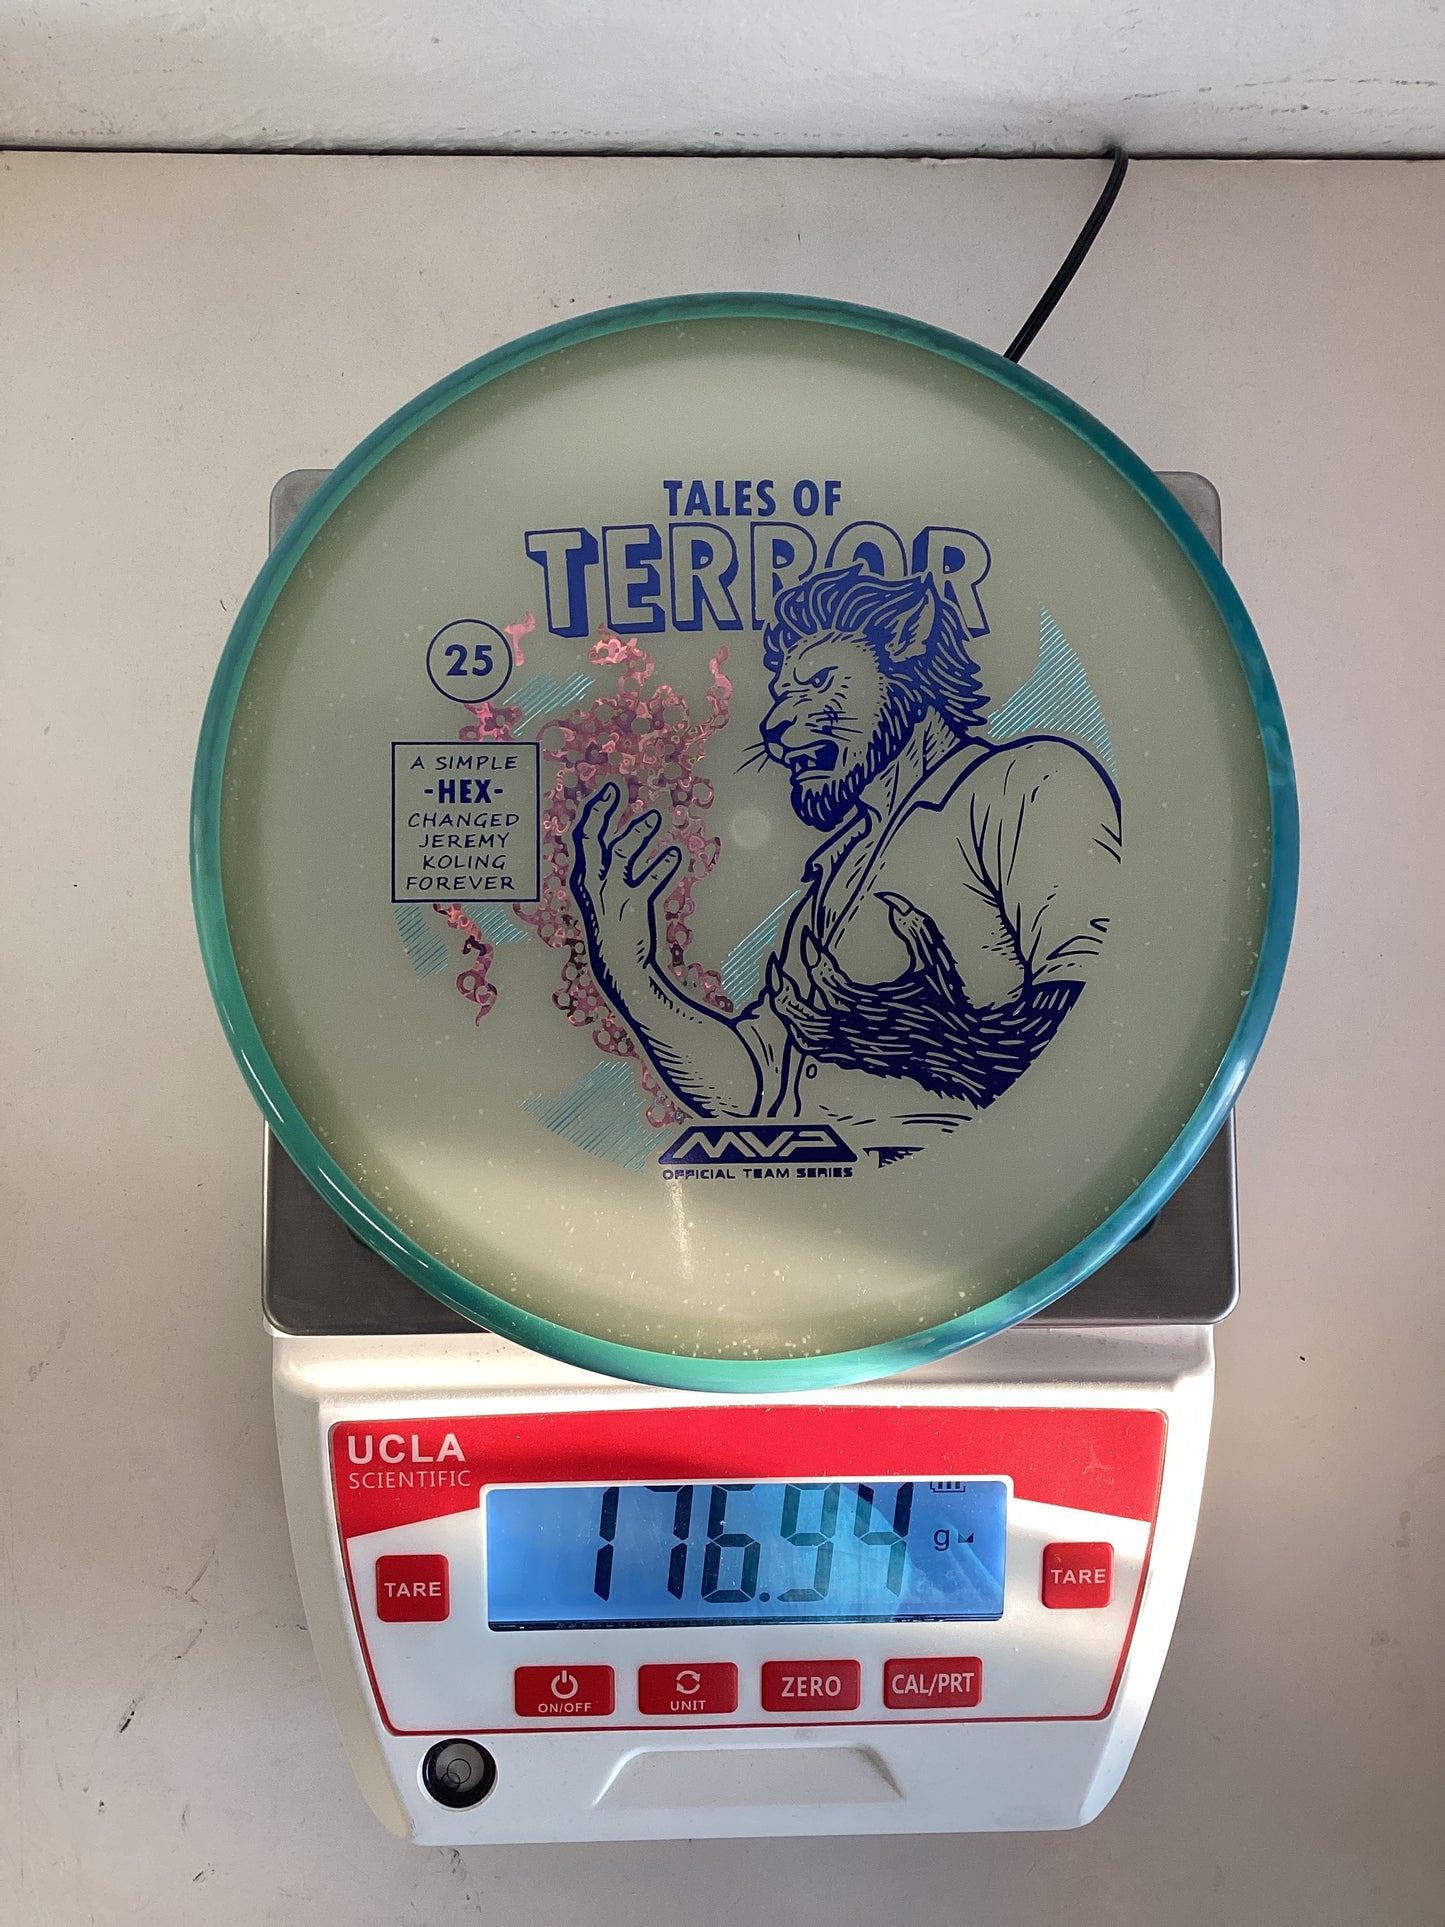 TALES OF
TERROR
25
A SIMPLE
-HEX-
CHANGED
JEREMY
KOLING
FOREVER
MVP
OFFICIAL TEAM SERIES
UCLA
SCIENTIFIC
176.94
g
TARE
TARE
ON/OFF
UNIT
ZERO
CAL/PRT